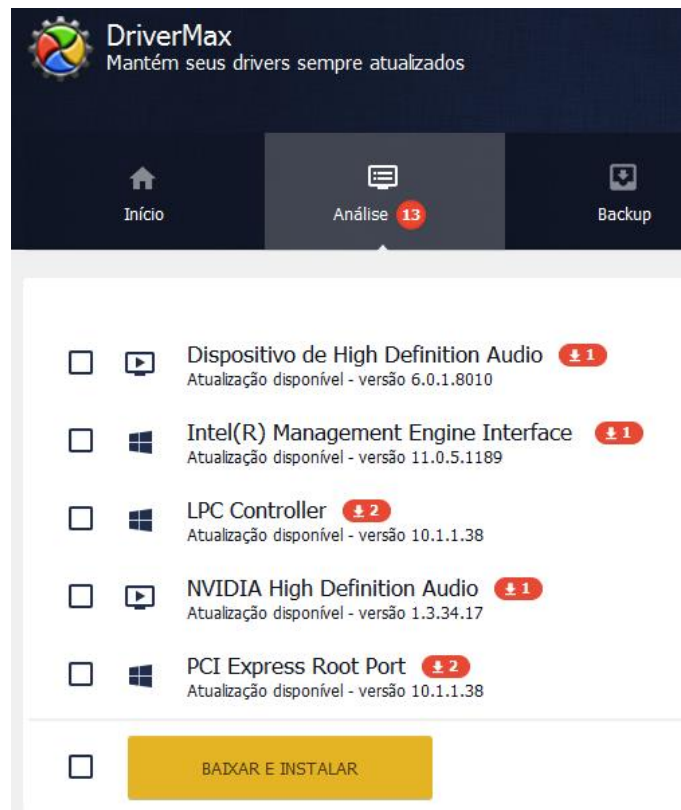 DriverMax
Mantém seus drivers sempre atualizados
Início
Análise 13
Backup
Dispositivo de High Definition Audio 1
Atualização disponível - versão 6.0.1.8010
Intel(R) Management Engine Interface 1
Atualização disponível - versão 11.0.5.1189
LPC Controller 2
Atualização disponível - versão 10.1.1.38
NVIDIA High Definition Audio 1
Atualização disponível - versão 1.3.34.17
PCI Express Root Port 2
Atualização disponível - versão 10.1.1.38
BAIXAR E INSTALAR